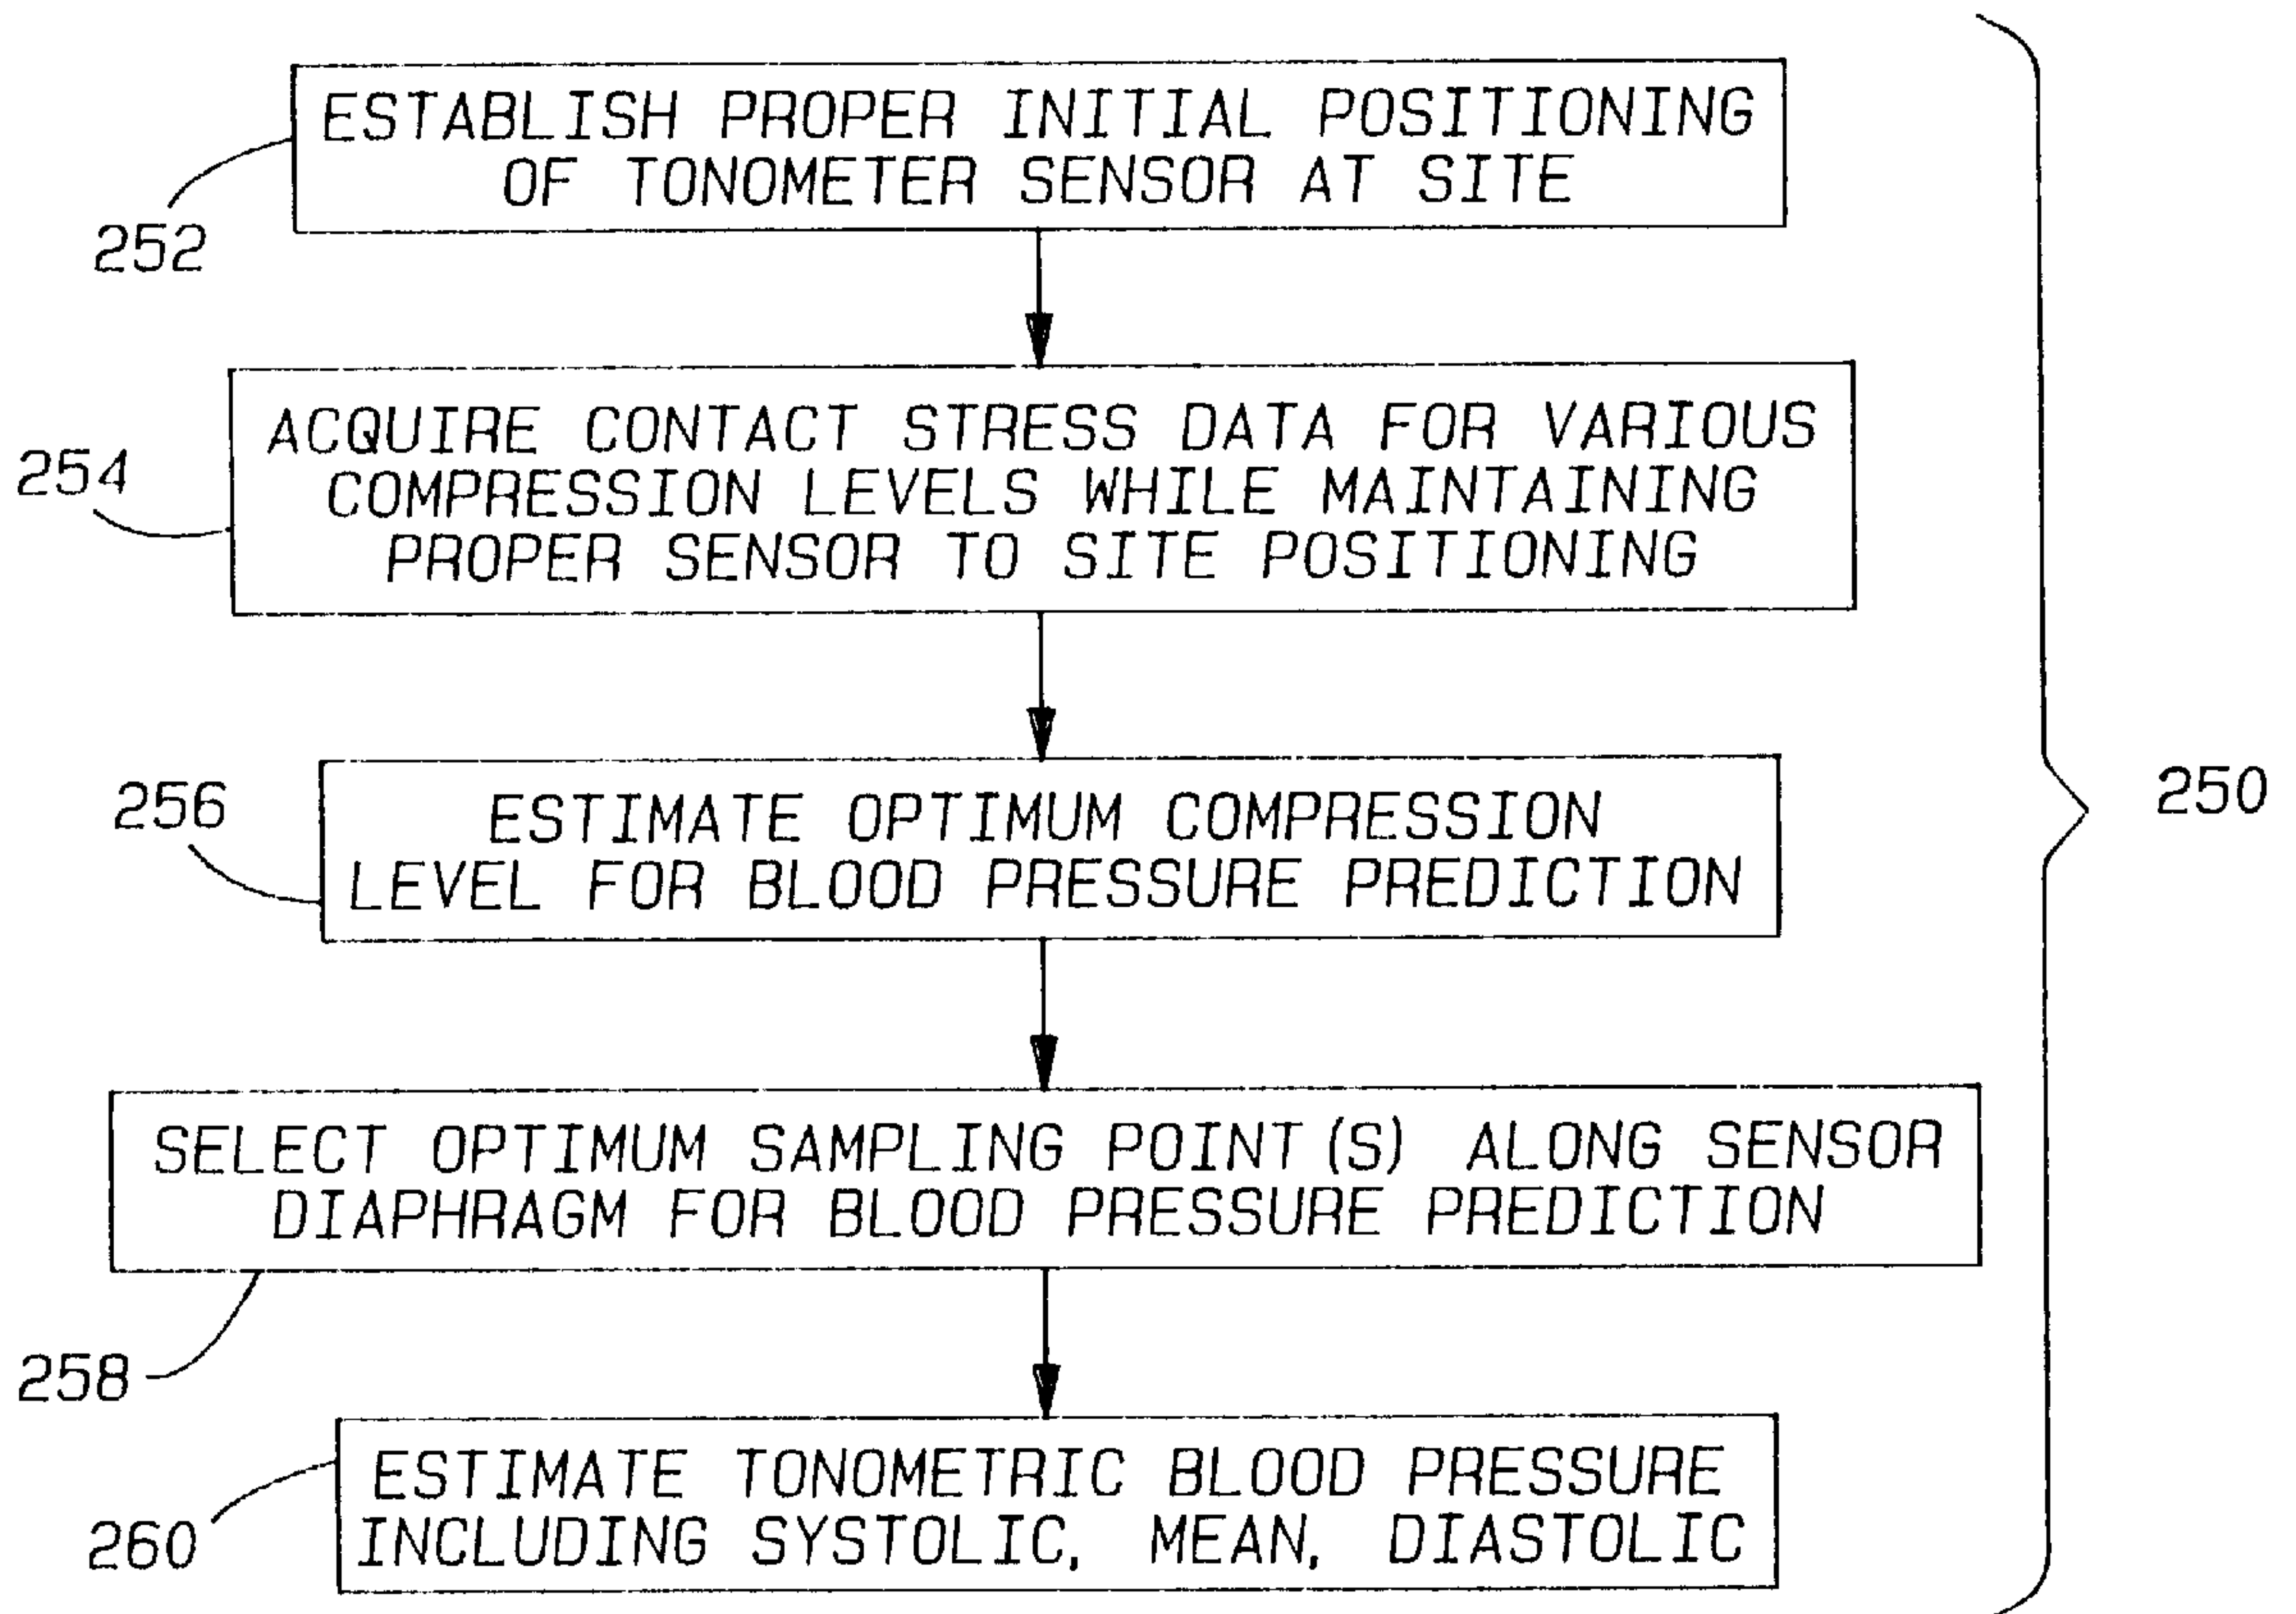 ESTABLISH PROPER INITIAL POSITIONING
OF TONOMETER SENSOR AT SITE
252
ACQUIRE CONTACT STRESS DATA FOR VARIOUS
COMPRESSION LEVELS WHILE MAINTAINING
PROPER SENSOR TO SITE POSITIONING
254
ESTIMATE OPTIMUM COMPRESSION
LEVEL FOR BLOOD PRESSURE PREDICTION
256
250
SELECT OPTIMUM SAMPLING POINT(S) ALONG SENSOR
DIAPHRAGM FOR BLOOD PRESSURE PREDICTION
258
ESTIMATE TONOMETRIC BLOOD PRESSURE
INCLUDING SYSTOLIC, MEAN, DIASTOLIC
260